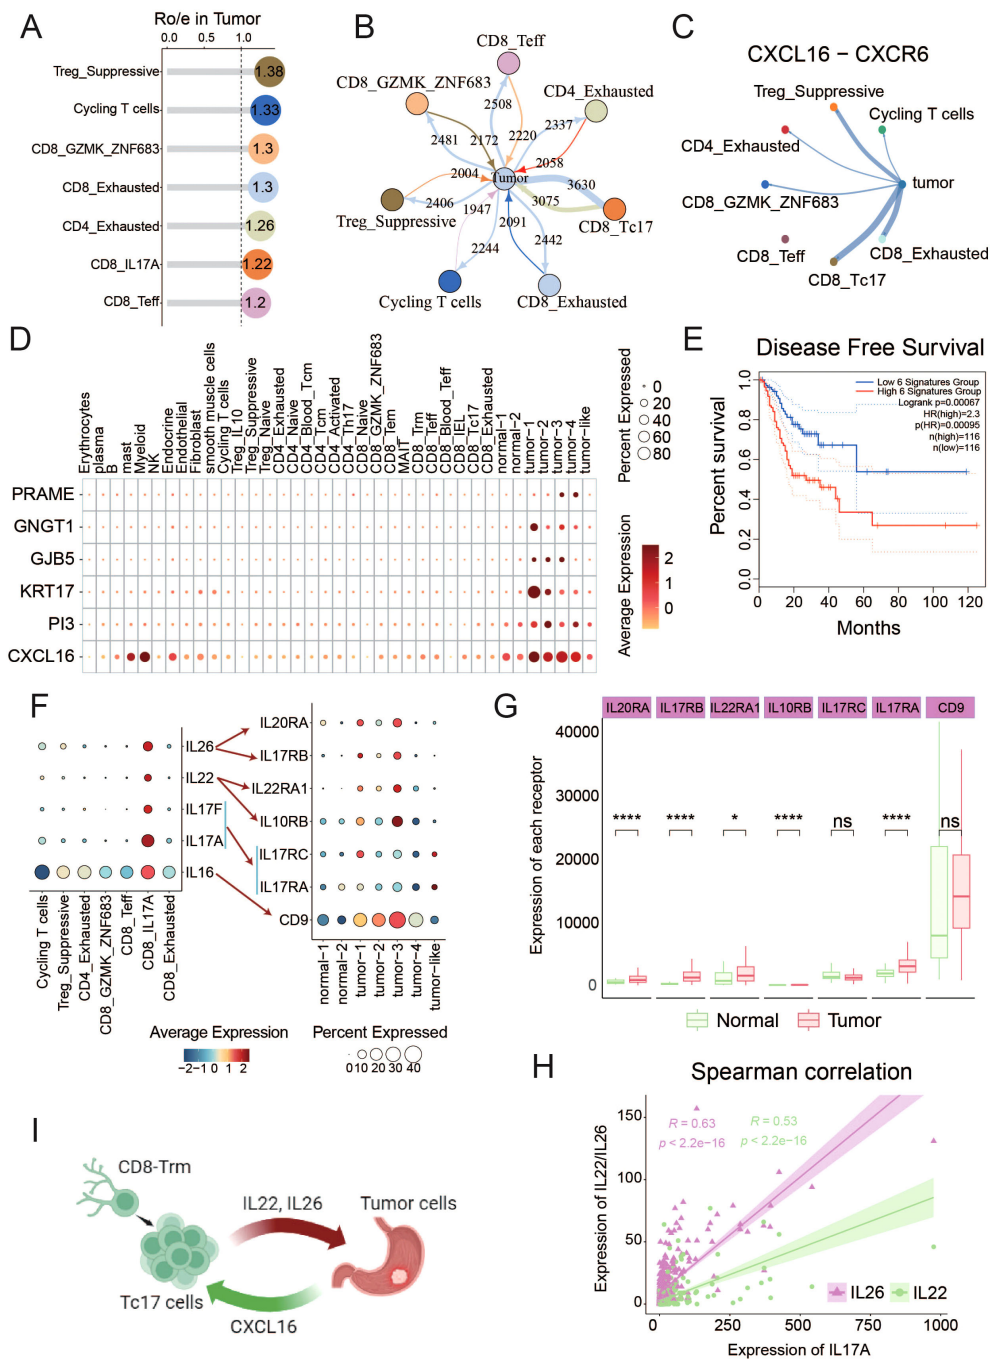 A
Ro/e in Tumor
0.0 0.5 1.0
Treg_Suppressive 1.38
Cycling T cells 1.33
CD8_GZMK_ZNF683 1.3
CD8_Exhausted 1.3
CD4_Exhausted 1.26
CD8_IL17A 1.22
CD8_Teff 1.2
B
CD8_Teff
CD8_GZMK_ZNF683
CD4_Exhausted
2508
2337
2481
2172
2220
2058
2004
Tumor
3630
2406
3075
Treg_Suppressive
CD8_Tc17
1947
2091
2244
2442
Cycling T cells
CD8_Exhausted
C
CXCL16 – CXCR6
Treg_Suppressive
Cycling T cells
CD4_Exhausted
tumor
CD8_GZMK_ZNF683
CD8_Teff
CD8_Exhausted
CD8_Tc17
D
Erythrocytes
plasma
B
mast
Myeloid
NK
Endocrine
Endothelial
Fibroblast
smooth muscle cells
Cycling T cells
Treg_IL10
Treg_Suppressive
Treg_Naive
CD4_Exhausted
CD4_Naive
CD4_Blood_Tcm
CD4_Tcm
CD4_Activated
CD4_Th17
CD8_Naive
CD8_GZMK_ZNF683
CD8_Tem
MAIT
CD8_Trm
CD8_Teff
CD8_Blood_Teff
CD8_IEL
CD8_Tc17
CD8_Exhausted
normal-1
normal-2
tumor-1
tumor-2
tumor-3
tumor-4
tumor-like
PRAME
GNGT1
GJB5
KRT17
PI3
CXCL16
Percent Expressed
0
20
40
60
80
Average Expression
2
1
0
E
Disease Free Survival
Low 6 Signatures Group
High 6 Signatures Group
Logrank p=0.00067
HR(high)=2.3
p(HR)=0.00095
n(high)=116
n(low)=116
Percent survival
1.0
0.8
0.6
0.4
0.2
0.0
0 20 40 60 80 100 120
Months
F
IL26
IL22
IL17F
IL17A
IL16
Cycling T cells
Treg_Suppressive
CD4_Exhausted
CD8_GZMK_ZNF683
CD8_Teff
CD8_IL17A
CD8_Exhausted
IL20RA
IL17RB
IL22RA1
IL10RB
IL17RC
IL17RA
CD9
normal-1
normal-2
tumor-1
tumor-2
tumor-3
tumor-4
tumor-like
Average Expression
-2 -1 0 1 2
Percent Expressed
0 10 20 30 40
G
IL20RA IL17RB IL22RA1 IL10RB IL17RC IL17RA CD9
Expression of each receptor
40000
30000
20000
10000
0
**** **** * **** ns **** ns
Normal Tumor
H
Spearman correlation
R = 0.63
p < 2.2e−16
R = 0.53
p < 2.2e−16
Expression of IL22/IL26
150
100
50
0
IL26 IL22
0 250 500 750 1000
Expression of IL17A
I
CD8-Trm
IL22, IL26
Tumor cells
Tc17 cells
CXCL16